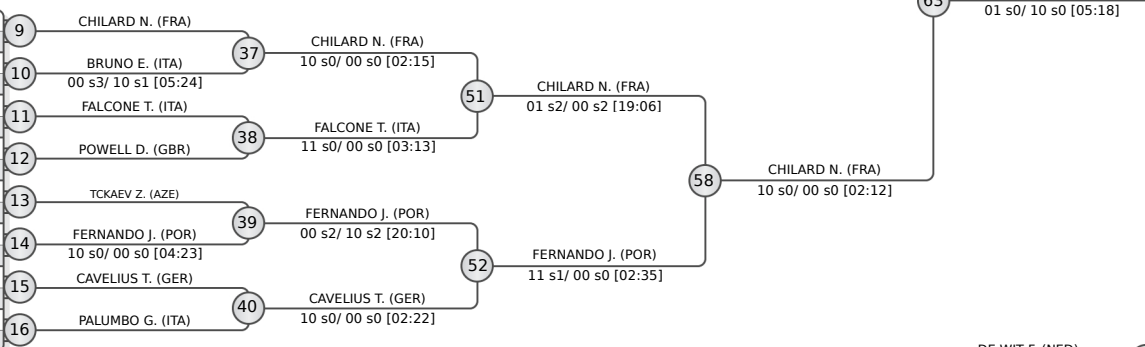 63
01 s0/ 10 s0 [05:18]
9
CHILARD N. (FRA)
37
CHILARD N. (FRA)
10 s0/ 00 s0 [02:15]
10
BRUNO E. (ITA)
00 s3/ 10 s1 [05:24]
51
CHILARD N. (FRA)
01 s2/ 00 s2 [19:06]
11
FALCONE T. (ITA)
38
FALCONE T. (ITA)
11 s0/ 00 s0 [03:13]
12
POWELL D. (GBR)
58
CHILARD N. (FRA)
10 s0/ 00 s0 [02:12]
13
TCKAEV Z. (AZE)
39
FERNANDO J. (POR)
00 s2/ 10 s2 [20:10]
14
FERNANDO J. (POR)
10 s0/ 00 s0 [04:23]
52
FERNANDO J. (POR)
11 s1/ 00 s0 [02:35]
15
CAVELIUS T. (GER)
40
CAVELIUS T. (GER)
10 s0/ 00 s0 [02:22]
16
PALUMBO G. (ITA)
DE WIT F. (NED)